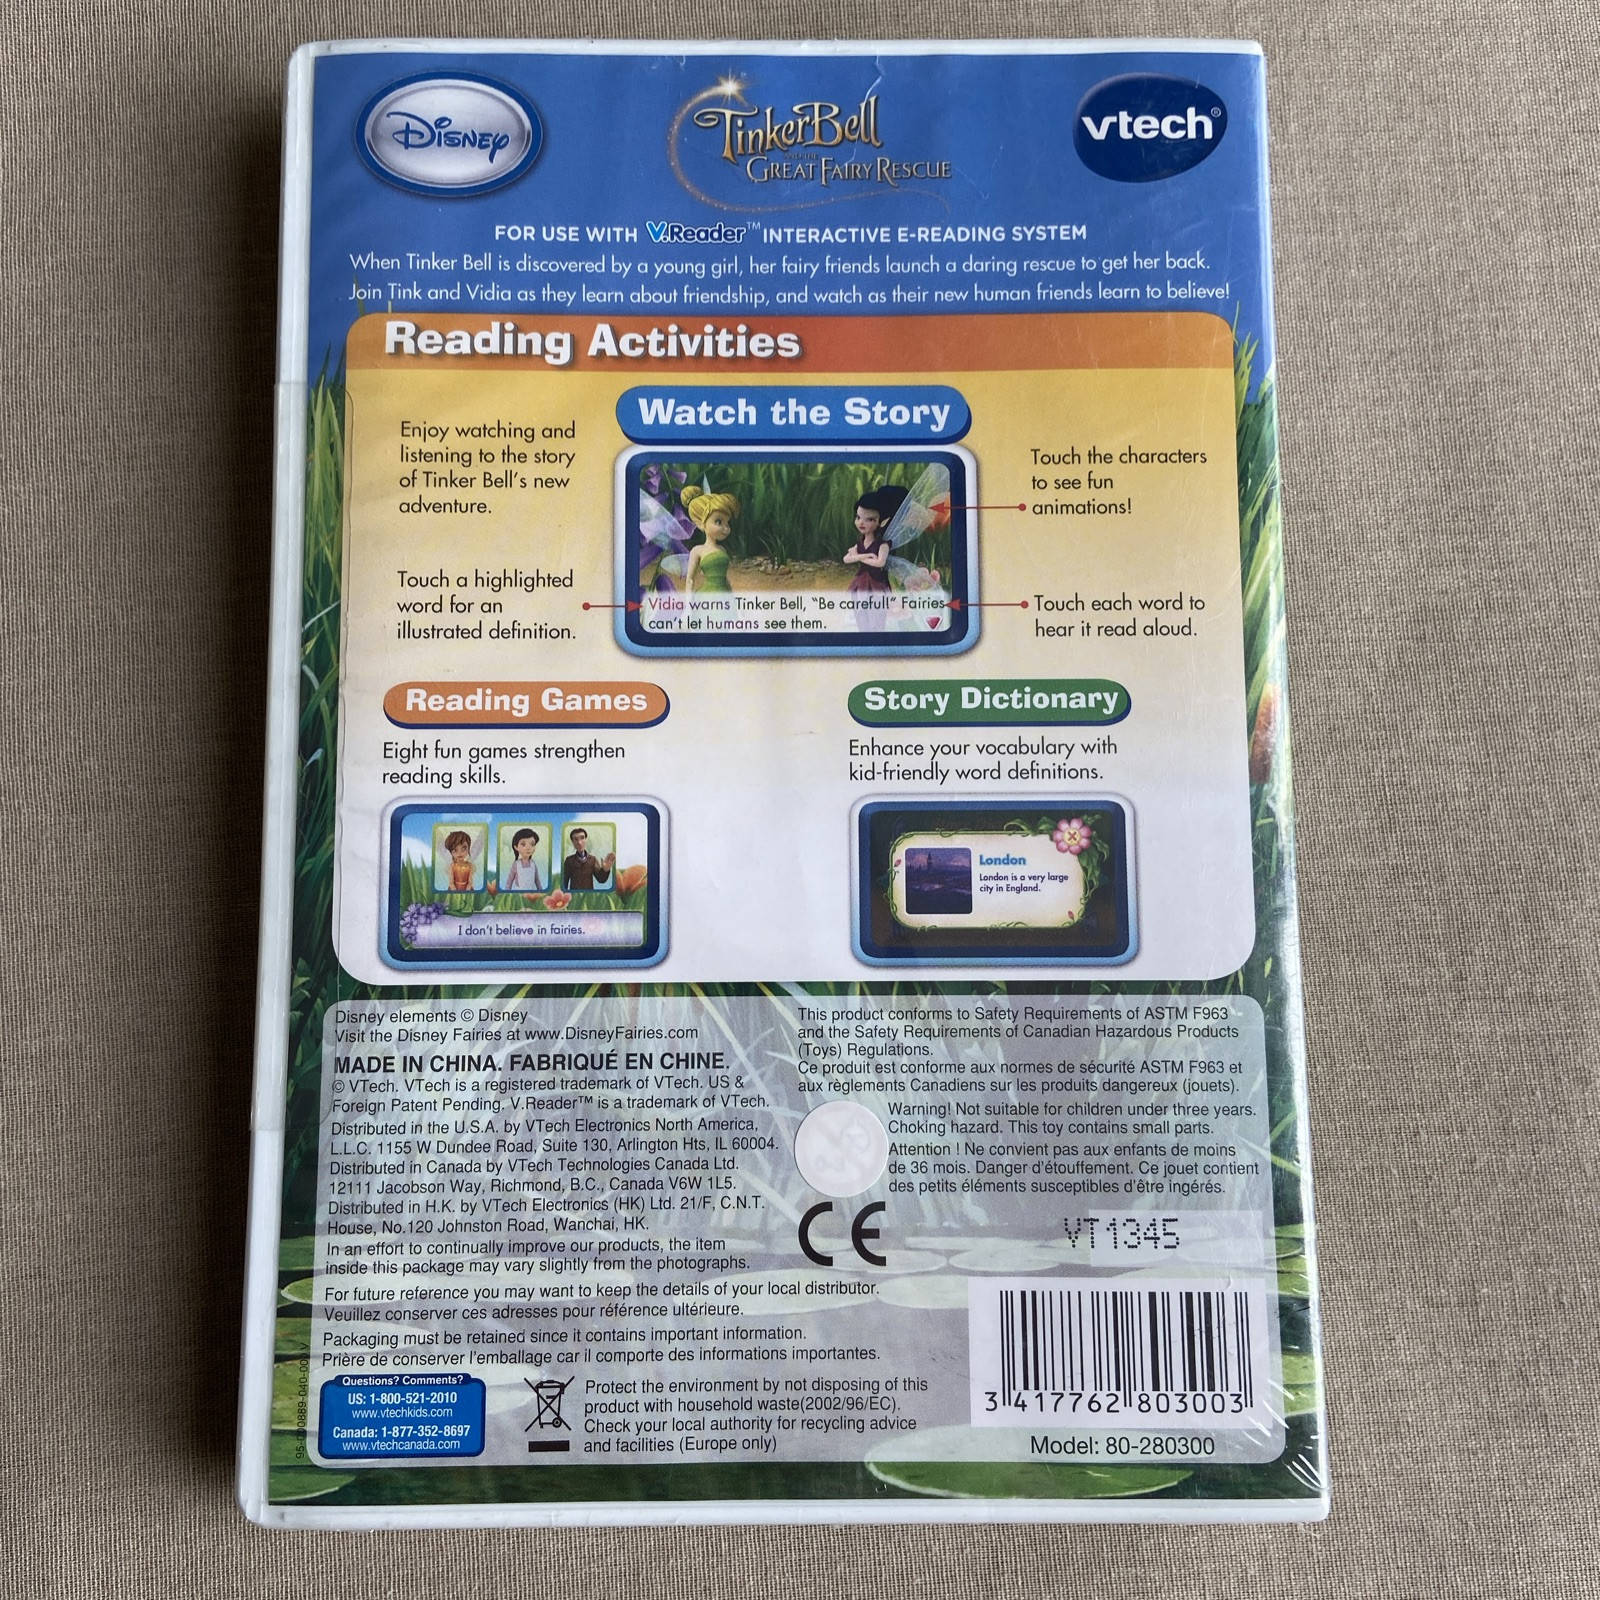 Disney
TinkerBell
AND THE
GREAT FAIRY RESCUE
vtech®
FOR USE WITH V.Reader™ INTERACTIVE E-READING SYSTEM
When Tinker Bell is discovered by a young girl, her fairy friends launch a daring rescue to get her back.
Join Tink and Vidia as they learn about friendship, and watch as their new human friends learn to believe!
Reading Activities
Watch the Story
Enjoy watching and
listening to the story
of Tinker Bell's new
adventure.
Touch the characters
to see fun
animations!
Touch a highlighted
word for an
illustrated definition.
Vidia warns Tinker Bell, "Be careful!" Fairies
can't let humans see them.
Touch each word to
hear it read aloud.
Reading Games
Eight fun games strengthen
reading skills.
I don't believe in fairies.
Story Dictionary
Enhance your vocabulary with
kid-friendly word definitions.
London
London is a very large
city in England.
Disney elements © Disney
Visit the Disney Fairies at www.DisneyFairies.com
MADE IN CHINA. FABRIQUÉ EN CHINE.
© VTech. VTech is a registered trademark of VTech. US &
Foreign Patent Pending. V.Reader™ is a trademark of VTech.
Distributed in the U.S.A. by VTech Electronics North America,
L.L.C. 1155 W Dundee Road, Suite 130, Arlington Hts, IL 60004.
Distributed in Canada by VTech Technologies Canada Ltd.
12111 Jacobson Way, Richmond, B.C., Canada V6W 1L5.
Distributed in H.K. by VTech Electronics (HK) Ltd. 21/F, C.N.T.
House, No.120 Johnston Road, Wanchai, HK.
In an effort to continually improve our products, the item
inside this package may vary slightly from the photographs.
For future reference you may want to keep the details of your local distributor.
Veuillez conserver ces adresses pour référence ultérieure.
Packaging must be retained since it contains important information.
Prière de conserver l'emballage car il comporte des informations importantes.
This product conforms to Safety Requirements of ASTM F963
and the Safety Requirements of Canadian Hazardous Products
(Toys) Regulations.
Ce produit est conforme aux normes de sécurité ASTM F963 et
aux règlements Canadiens sur les produits dangereux (jouets).
Warning! Not suitable for children under three years.
Choking hazard. This toy contains small parts.
Attention ! Ne convient pas aux enfants de moins
de 36 mois. Danger d'étouffement. Ce jouet contient
des petits éléments susceptibles d'être ingérés.
CE
VT1345
Questions? Comments?
US: 1-800-521-2010
www.vtechkids.com
Canada: 1-877-352-8697
www.vtechcanada.com
Protect the environment by not disposing of this
product with household waste(2002/96/EC).
Check your local authority for recycling advice
and facilities (Europe only)
3 417762 803003
Model: 80-280300